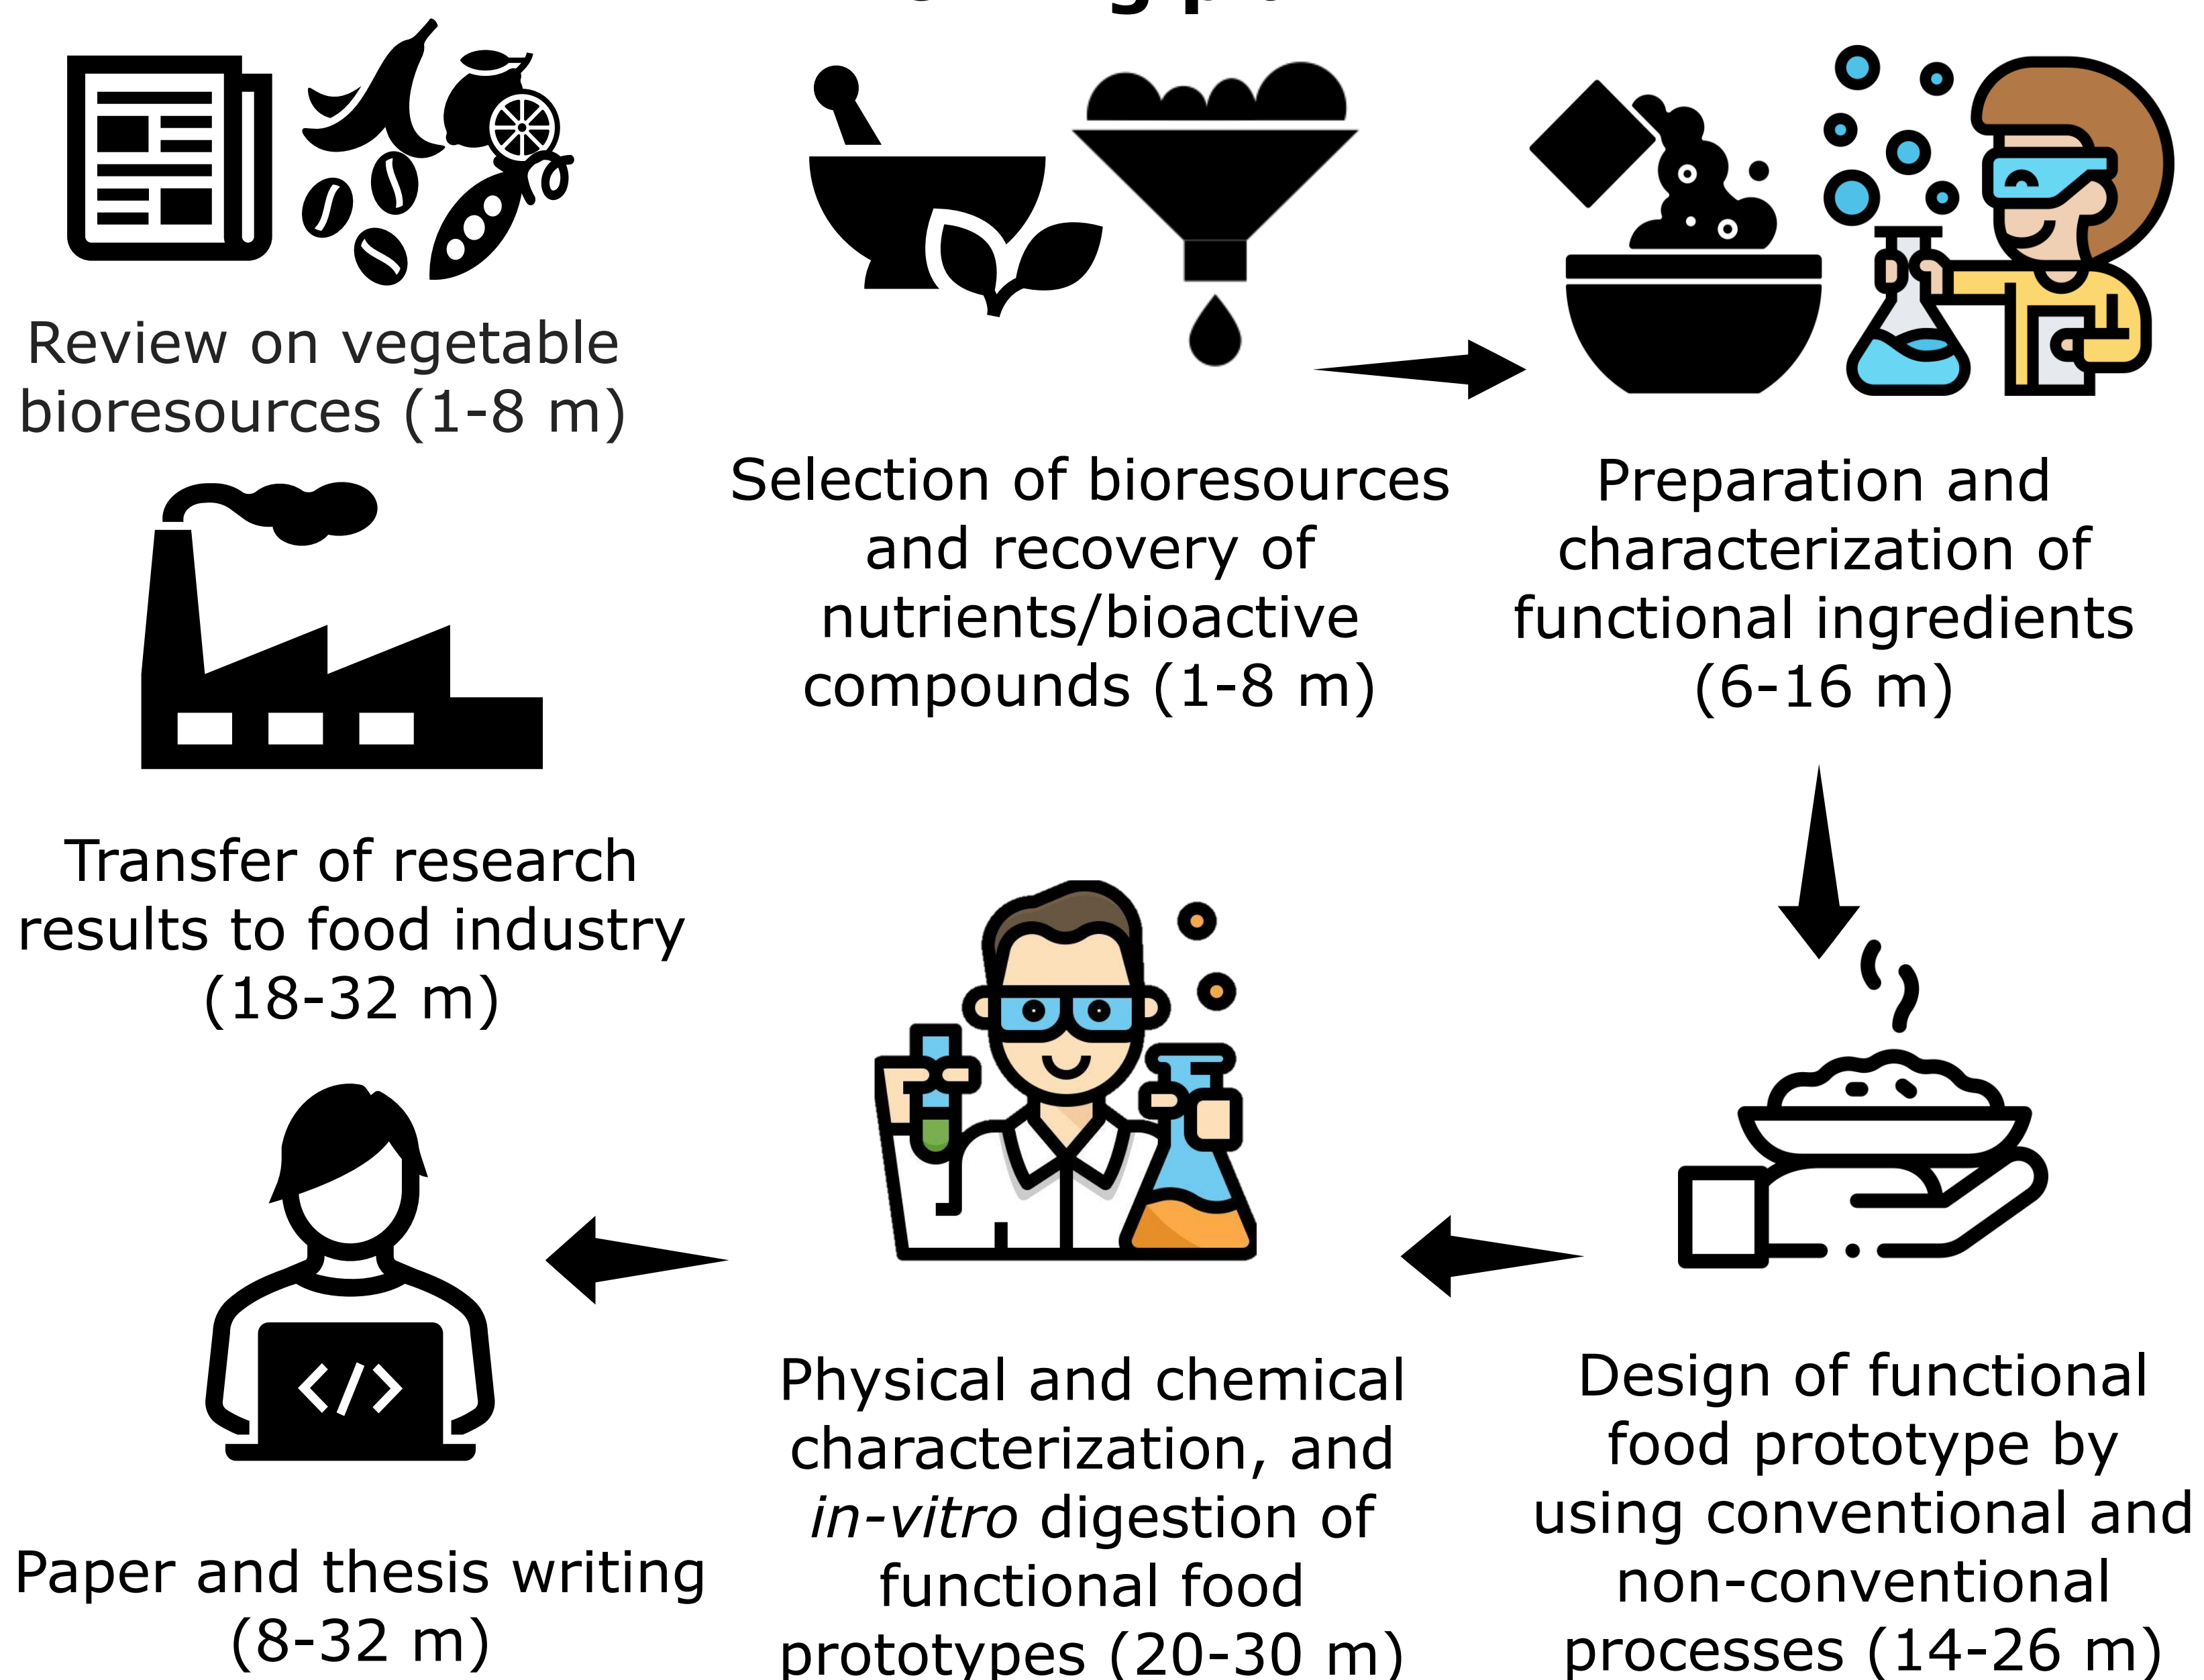 Review on vegetable
bioresources (1-8 m)
Selection of bioresources
and recovery of
nutrients/bioactive
compounds (1-8 m)
Preparation and
characterization of
functional ingredients
(6-16 m)
Transfer of research
results to food industry
(18-32 m)
Paper and thesis writing
(8-32 m)
Physical and chemical
characterization, and
in-vitro digestion of
functional food
prototypes (20-30 m)
Design of functional
food prototype by
using conventional and
non-conventional
processes (14-26 m)